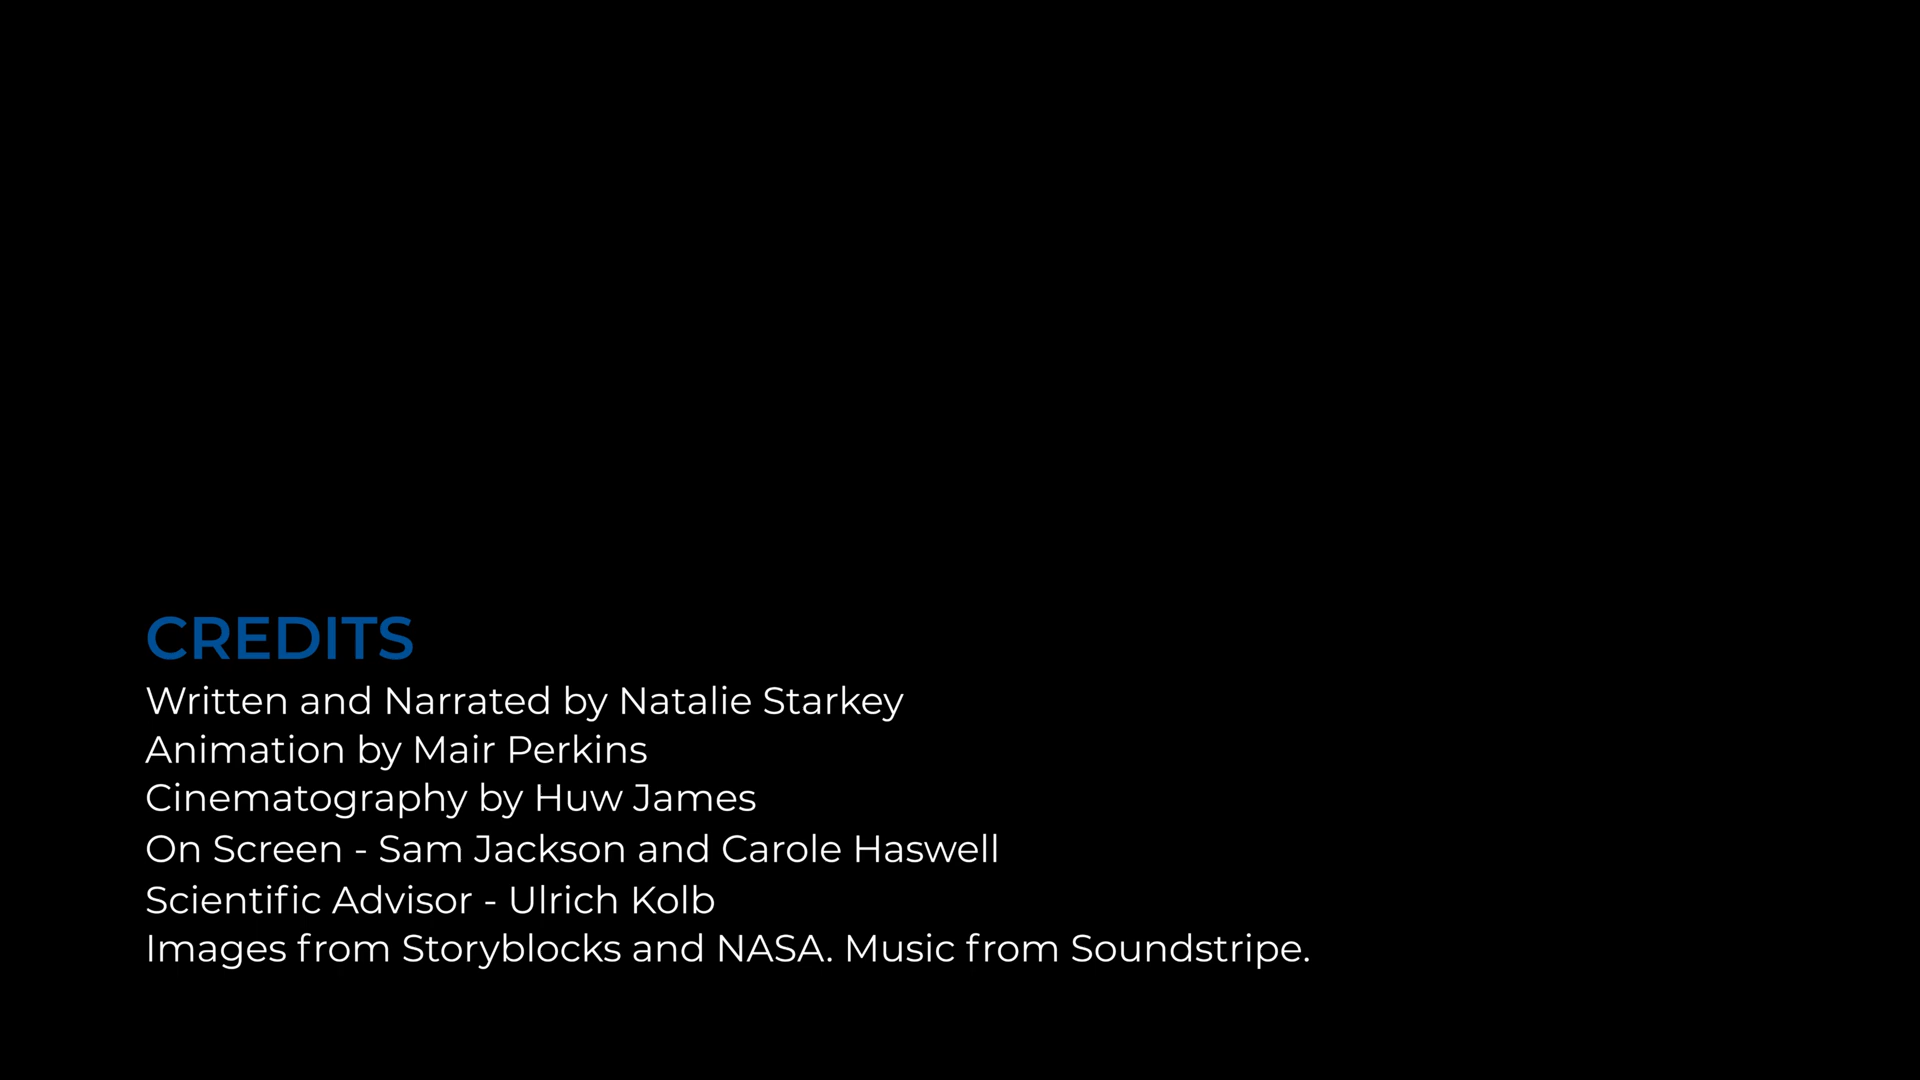 CREDITS
Written and Narrated by Natalie Starkey
Animation by Mair Perkins
Cinematography by Huw James
On Screen - Sam Jackson and Carole Haswell
Scientific Advisor - Ulrich Kolb
Images from Storyblocks and NASA. Music from Soundstripe.